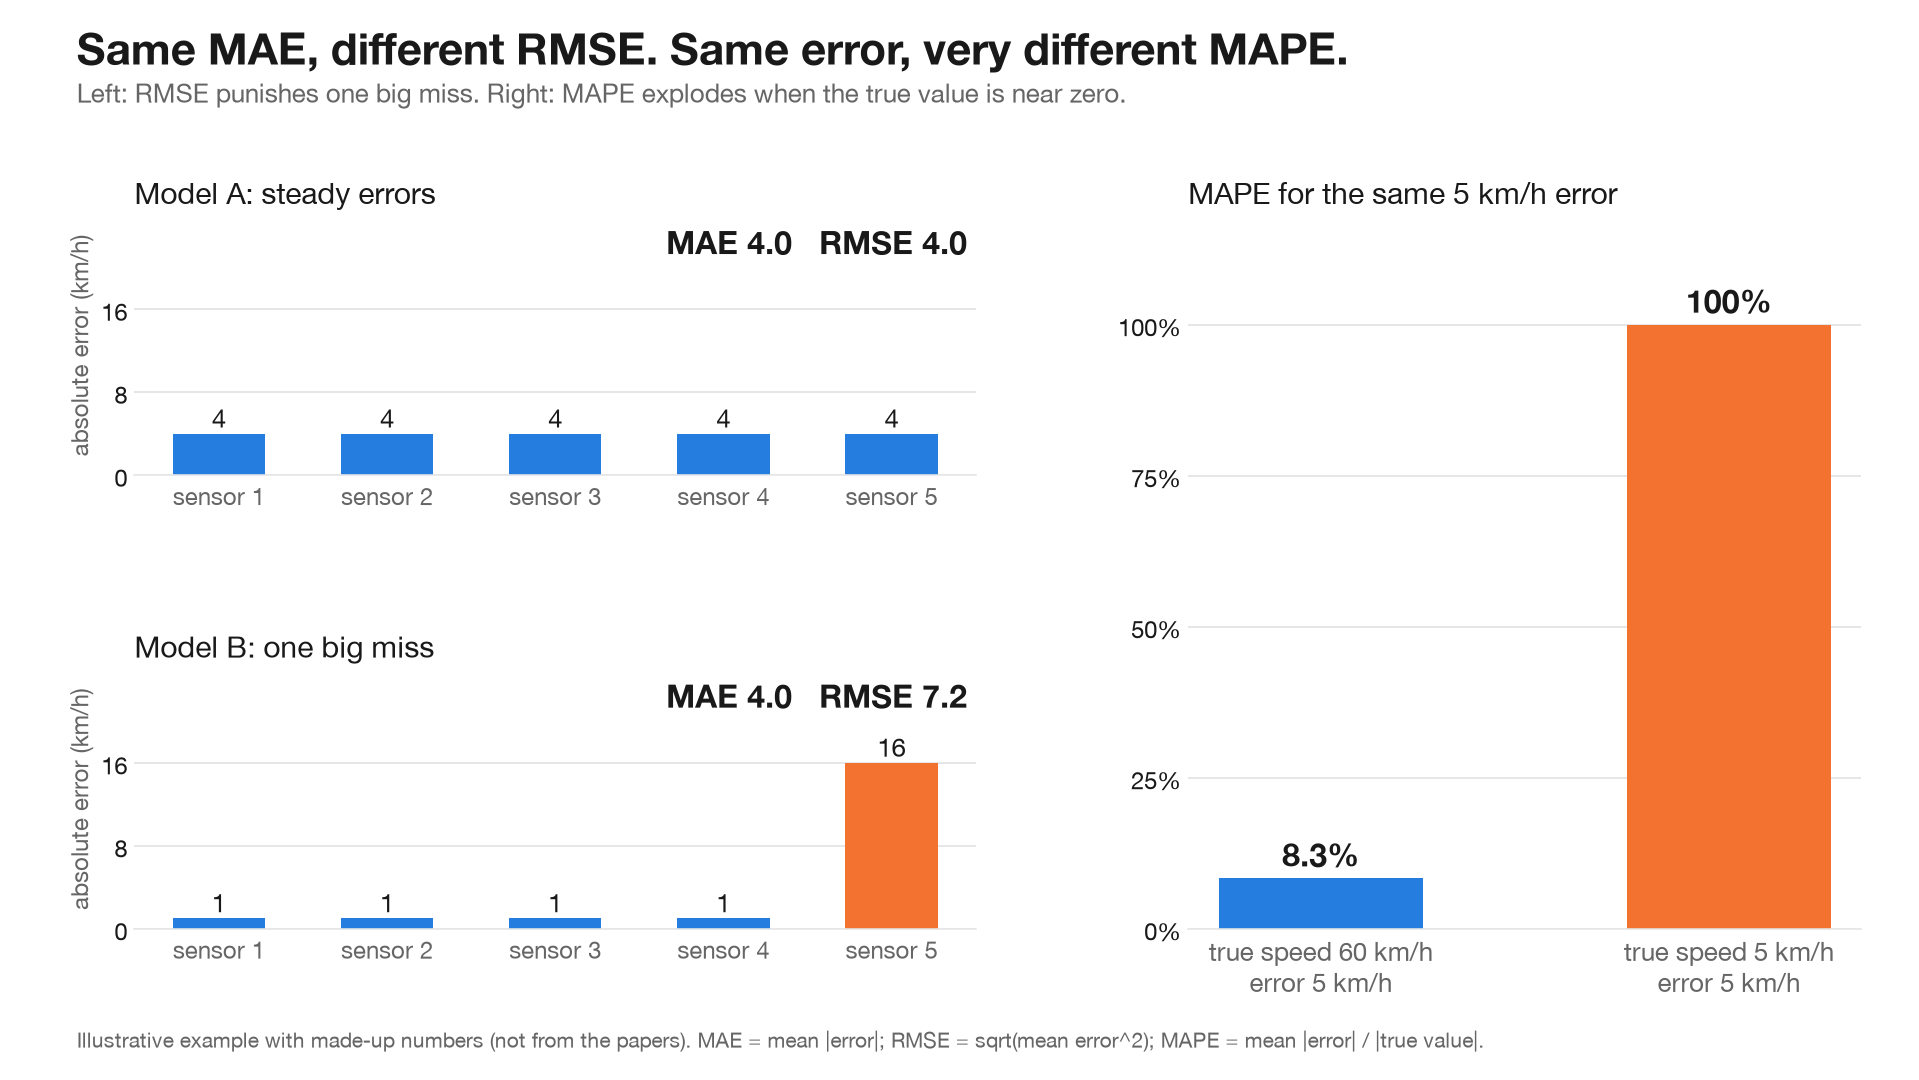 Same MAE, different RMSE. Same error, very different MAPE.
Left: RMSE punishes one big miss. Right: MAPE explodes when the true value is near zero.
Model A: steady errors
MAE 4.0 RMSE 4.0
absolute error (km/h)
16
8
0
4 4 4 4 4
sensor 1 sensor 2 sensor 3 sensor 4 sensor 5
Model B: one big miss
MAE 4.0 RMSE 7.2
absolute error (km/h)
16
8
0
1 1 1 1 16
sensor 1 sensor 2 sensor 3 sensor 4 sensor 5
MAPE for the same 5 km/h error
100%
75%
50%
25%
0%
8.3% 100%
true speed 60 km/h
error 5 km/h
true speed 5 km/h
error 5 km/h
Illustrative example with made-up numbers (not from the papers). MAE = mean |error|; RMSE = sqrt(mean error^2); MAPE = mean |error| / |true value|.